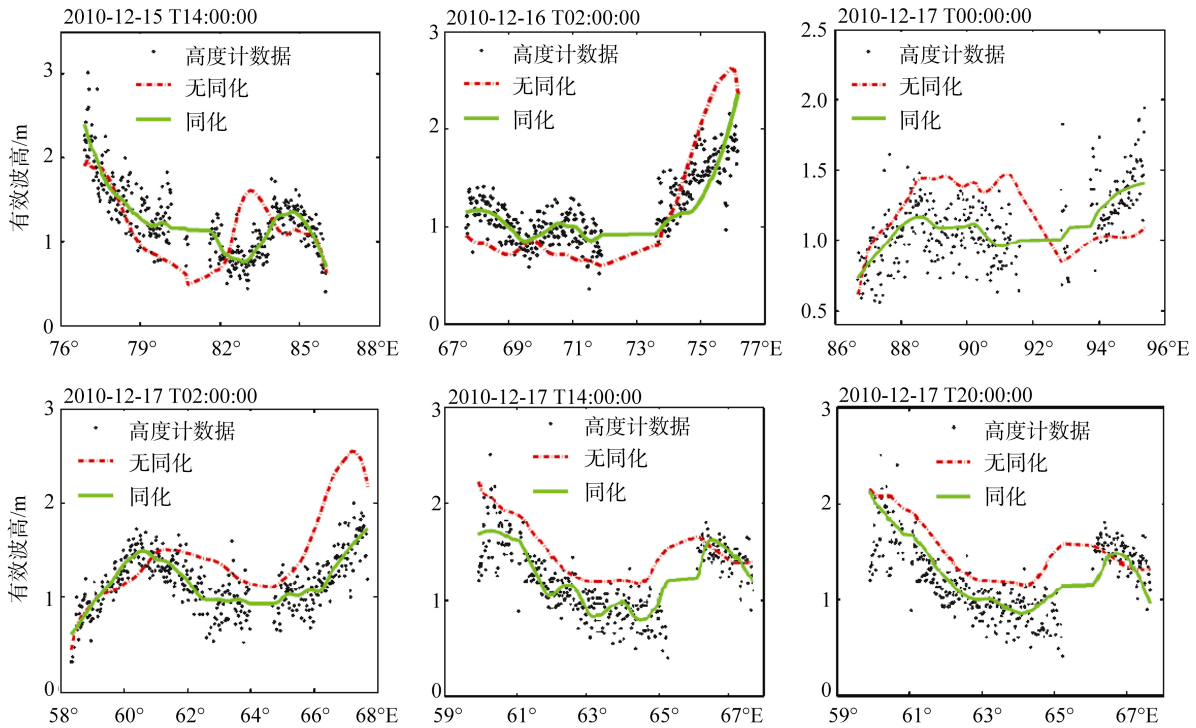 2010-12-15 T14:00:00
3
2
1
0
有效波高/m
高度计数据
无同化
同化
76° 79° 82° 85° 88°E
2010-12-16 T02:00:00
3
2
1
0
高度计数据
无同化
同化
67° 69° 71° 73° 75° 77°E
2010-12-17 T00:00:00
2.5
2.0
1.5
1.0
0.5
高度计数据
无同化
同化
86° 88° 90° 92° 94° 96°E
2010-12-17 T02:00:00
3
2
1
0
有效波高/m
高度计数据
无同化
同化
58° 60° 62° 64° 66° 68°E
2010-12-17 T14:00:00
3
2
1
0
高度计数据
无同化
同化
59° 61° 63° 65° 67°E
2010-12-17 T20:00:00
3
2
1
0
高度计数据
无同化
同化
59° 61° 63° 65° 67°E